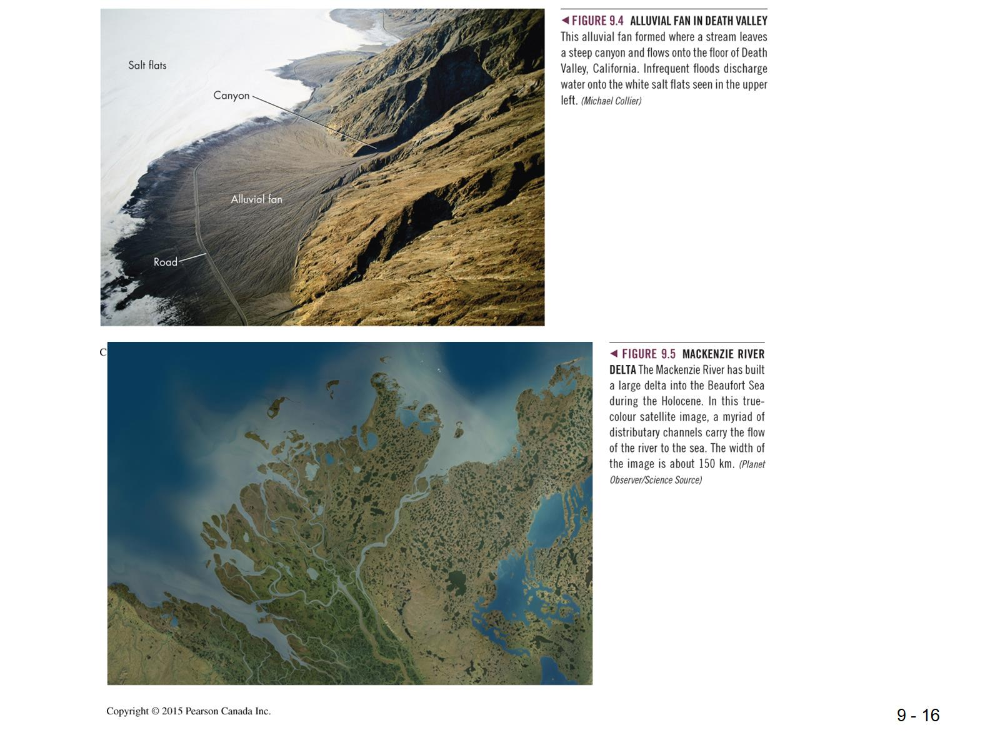 ◄ FIGURE 9.4 ALLUVIAL FAN IN DEATH VALLEY
This alluvial fan formed where a stream leaves
a steep canyon and flows onto the floor of Death
Valley, California. Infrequent floods discharge
water onto the white salt flats seen in the upper
left. (Michael Collier)
Salt flats
Canyon
Alluvial fan
Road
C
◄ FIGURE 9.5 MACKENZIE RIVER
DELTA The Mackenzie River has built
a large delta into the Beaufort Sea
during the Holocene. In this true-
colour satellite image, a myriad of
distributary channels carry the flow
of the river to the sea. The width of
the image is about 150 km. (Planet
Observer/Science Source)
Copyright © 2015 Pearson Canada Inc.
9 - 16